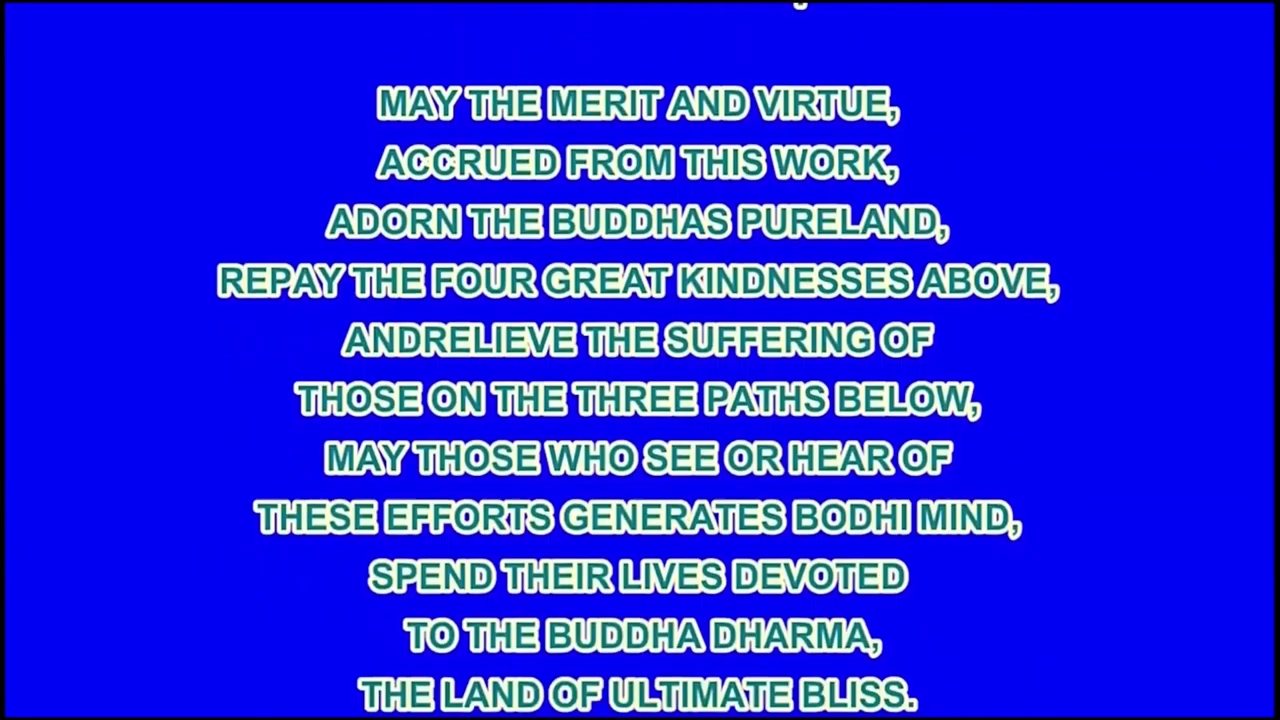 MAY THE MERIT AND VIRTUE,
ACCRUED FROM THIS WORK,
ADORN THE BUDDHAS PURELAND,
REPAY THE FOUR GREAT KINDNESSES ABOVE,
ANDRELIEVE THE SUFFERING OF
THOSE ON THE THREE PATHS BELOW,
MAY THOSE WHO SEE OR HEAR OF
THESE EFFORTS GENERATES BODHI MIND,
SPEND THEIR LIVES DEVOTED
TO THE BUDDHA DHARMA,
THE LAND OF ULTIMATE BLISS.